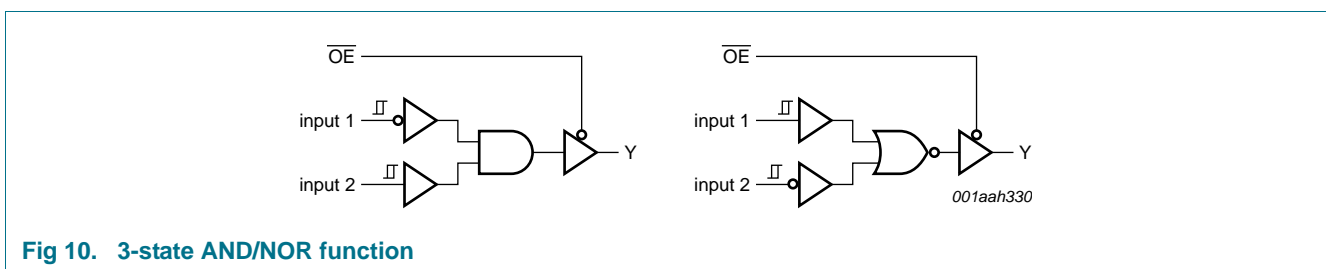 OE OE
input 1 input 1
Y Y
input 2 input 2
001aah330
Fig 10. 3-state AND/NOR function